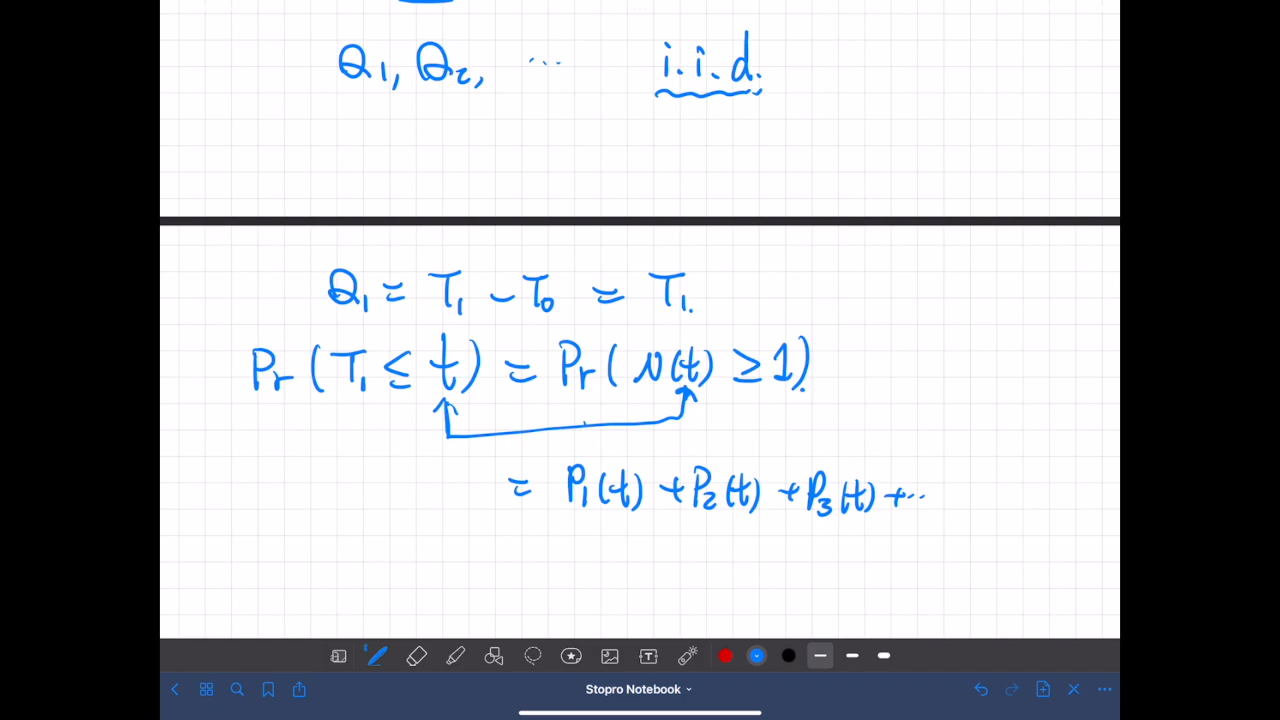 Q₁, Q₂, ... i.i.d.
Q₁ = T₁ - T₀ = T₁.
Pr(T₁ ≤ t) = Pr(N(t) ≥ 1).
= P₁(t) + P₂(t) + P₃(t) + ...
Stopro Notebook